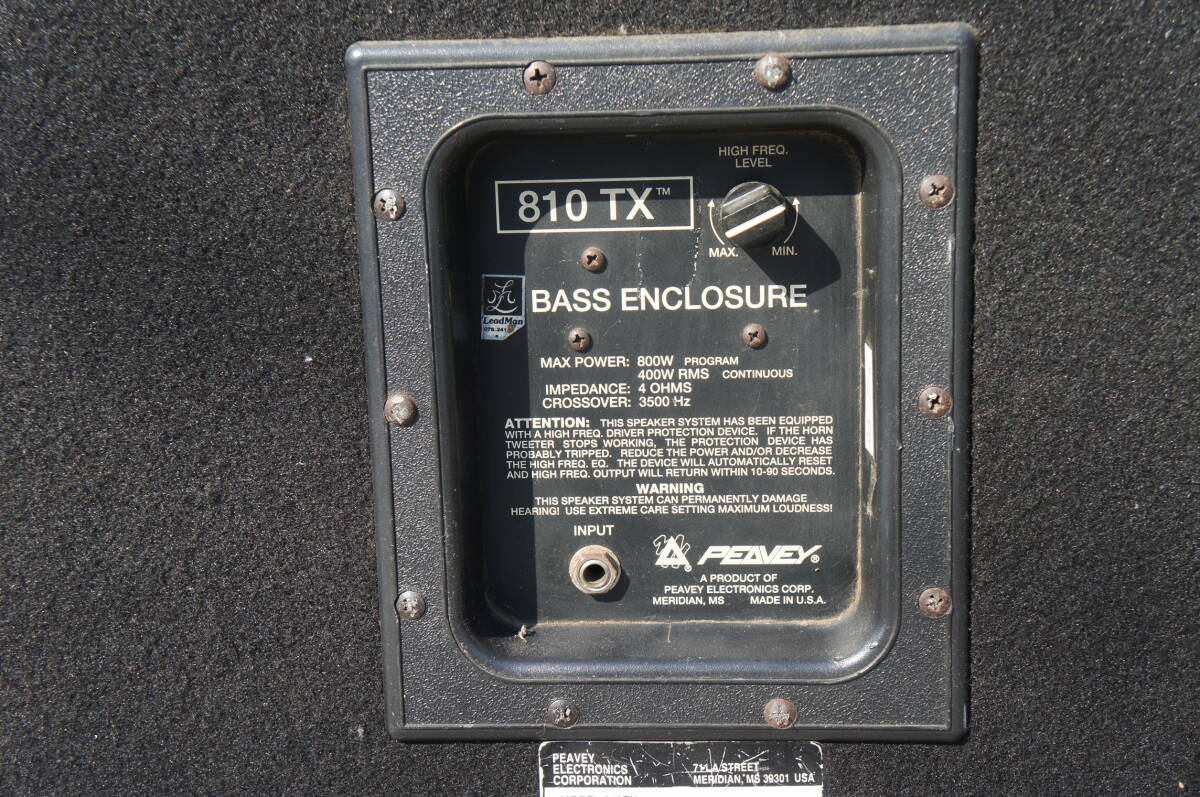 HIGH FREQ.
LEVEL
810 TX™
MAX. MIN.
BASS ENCLOSURE
LeadMan
MAX POWER: 800W PROGRAM
400W RMS CONTINUOUS
IMPEDANCE: 4 OHMS
CROSSOVER: 3500 Hz
ATTENTION: THIS SPEAKER SYSTEM HAS BEEN EQUIPPED
WITH A HIGH FREQ. DRIVER PROTECTION DEVICE. IF THE HORN
TWEETER STOPS WORKING, THE PROTECTION DEVICE HAS
PROBABLY TRIPPED. REDUCE THE POWER AND/OR DECREASE
THE HIGH FREQ. EQ. THE DEVICE WILL AUTOMATICALLY RESET
AND HIGH FREQ. OUTPUT WILL RETURN WITHIN 10-90 SECONDS.
WARNING
THIS SPEAKER SYSTEM CAN PERMANENTLY DAMAGE
HEARING! USE EXTREME CARE SETTING MAXIMUM LOUDNESS!
INPUT
PEAVEY®
A PRODUCT OF
PEAVEY ELECTRONICS CORP.
MERIDIAN, MS MADE IN U.S.A.
PEAVEY
ELECTRONICS
CORPORATION
711 A STREET
MERIDIAN, MS 39301 USA